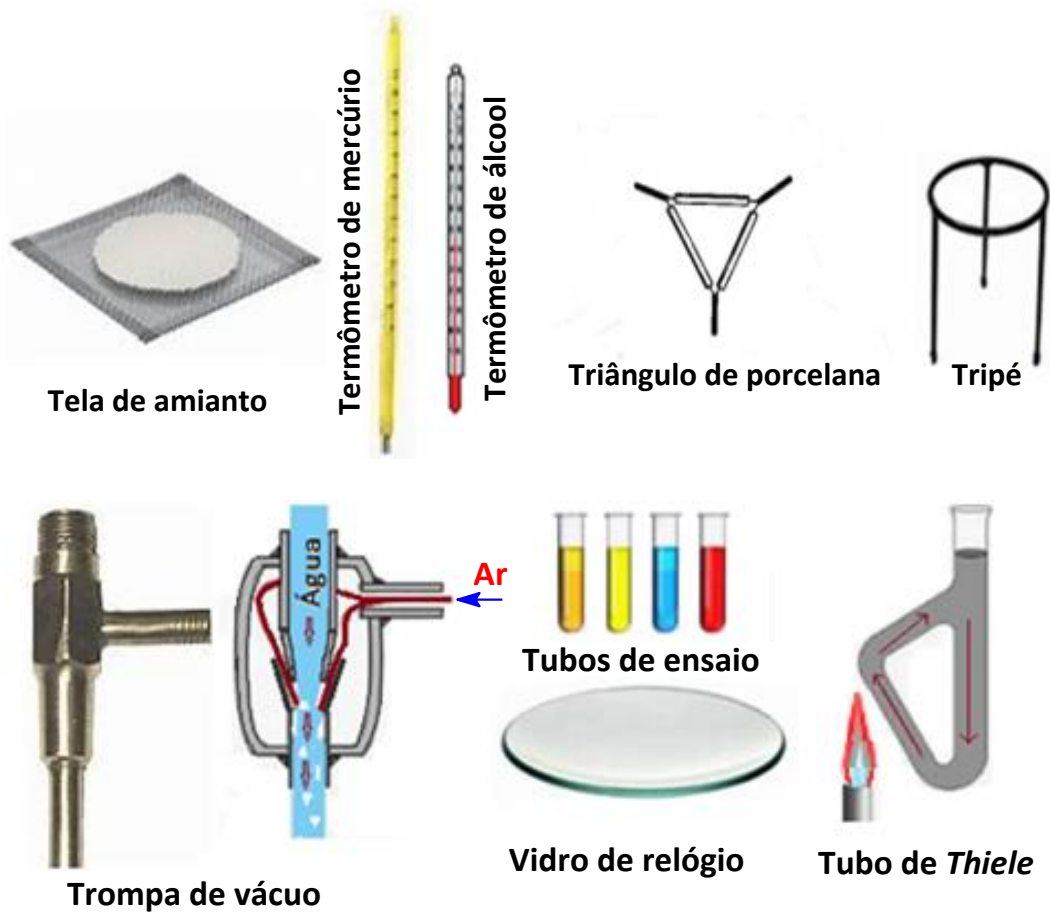 Tela de amianto
Termômetro de mercúrio
Termômetro de álcool
Triângulo de porcelana
Tripé
Água
Ar
Trompa de vácuo
Tubos de ensaio
Vidro de relógio
Tubo de Thiele